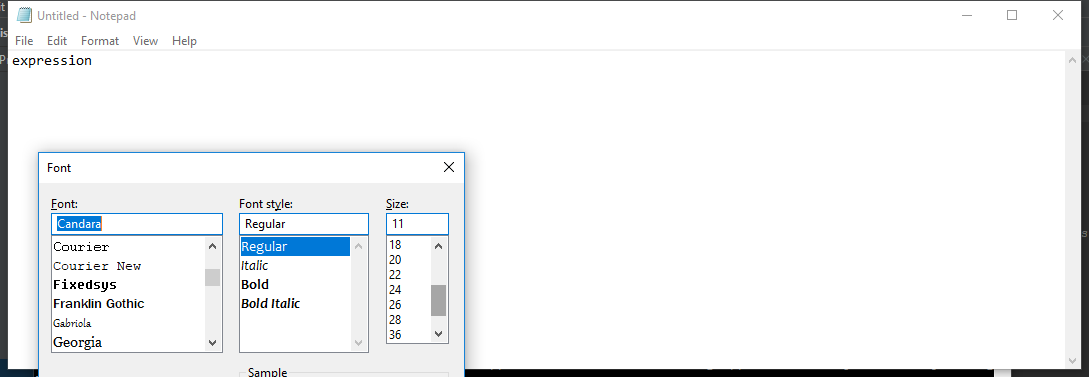 Untitled - Notepad
File Edit Format View Help
expression
Font
Font: Font style: Size:
Candara Regular 11
Courier
Courier New
Fixedsys
Franklin Gothic
Gabriola
Georgia
Regular
Italic
Bold
Bold Italic
18
20
22
24
26
28
36
Sample